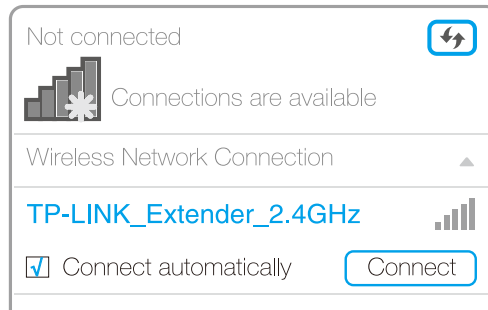 Not connected
Connections are available
Wireless Network Connection
TP-LINK_Extender_2.4GHz
Connect automatically
Connect